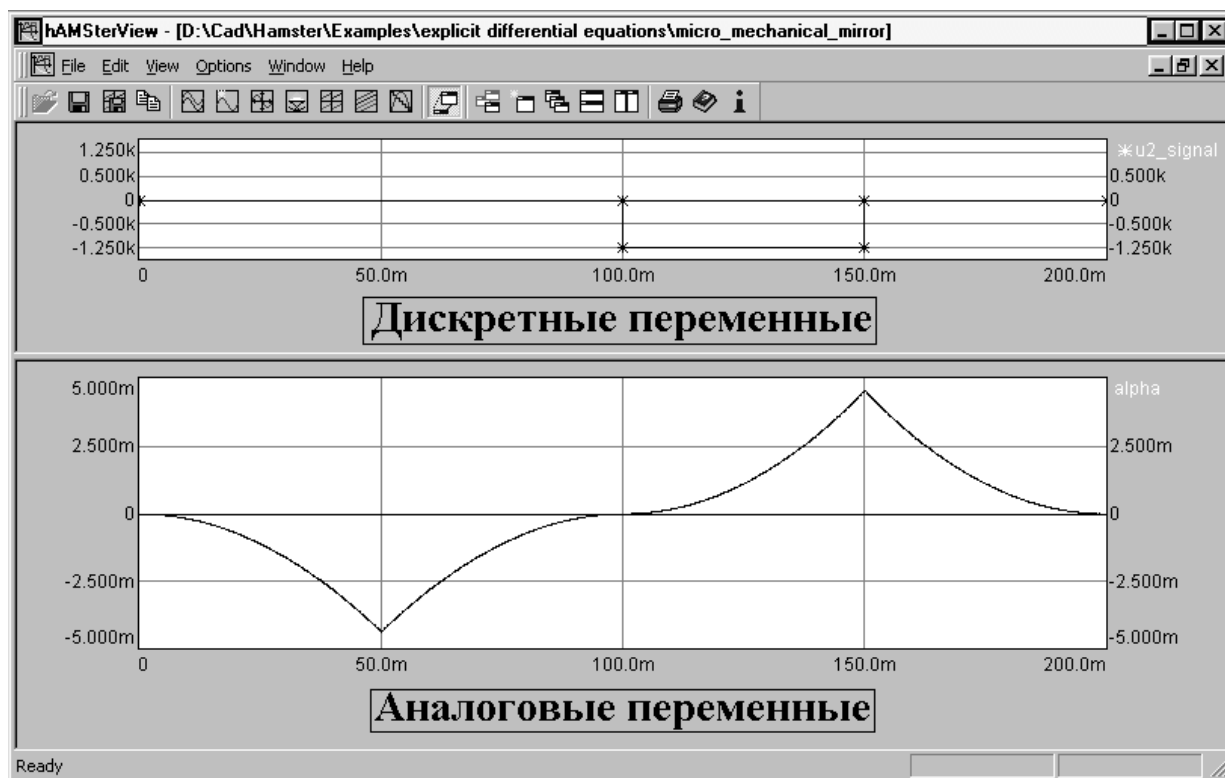 hAMSterView - [D:\Cad\Hamster\Examples\explicit differential equations\micro_mechanical_mirror]
File Edit View Options Window Help
1.250k
0.500k
0
-0.500k
-1.250k
u2_signal
0.500k
0
-0.500k
-1.250k
0 50.0m 100.0m 150.0m 200.0m
Дискретные переменные
5.000m
2.500m
0
-2.500m
-5.000m
alpha
2.500m
0
-2.500m
-5.000m
0 50.0m 100.0m 150.0m 200.0m
Аналоговые переменные
Ready